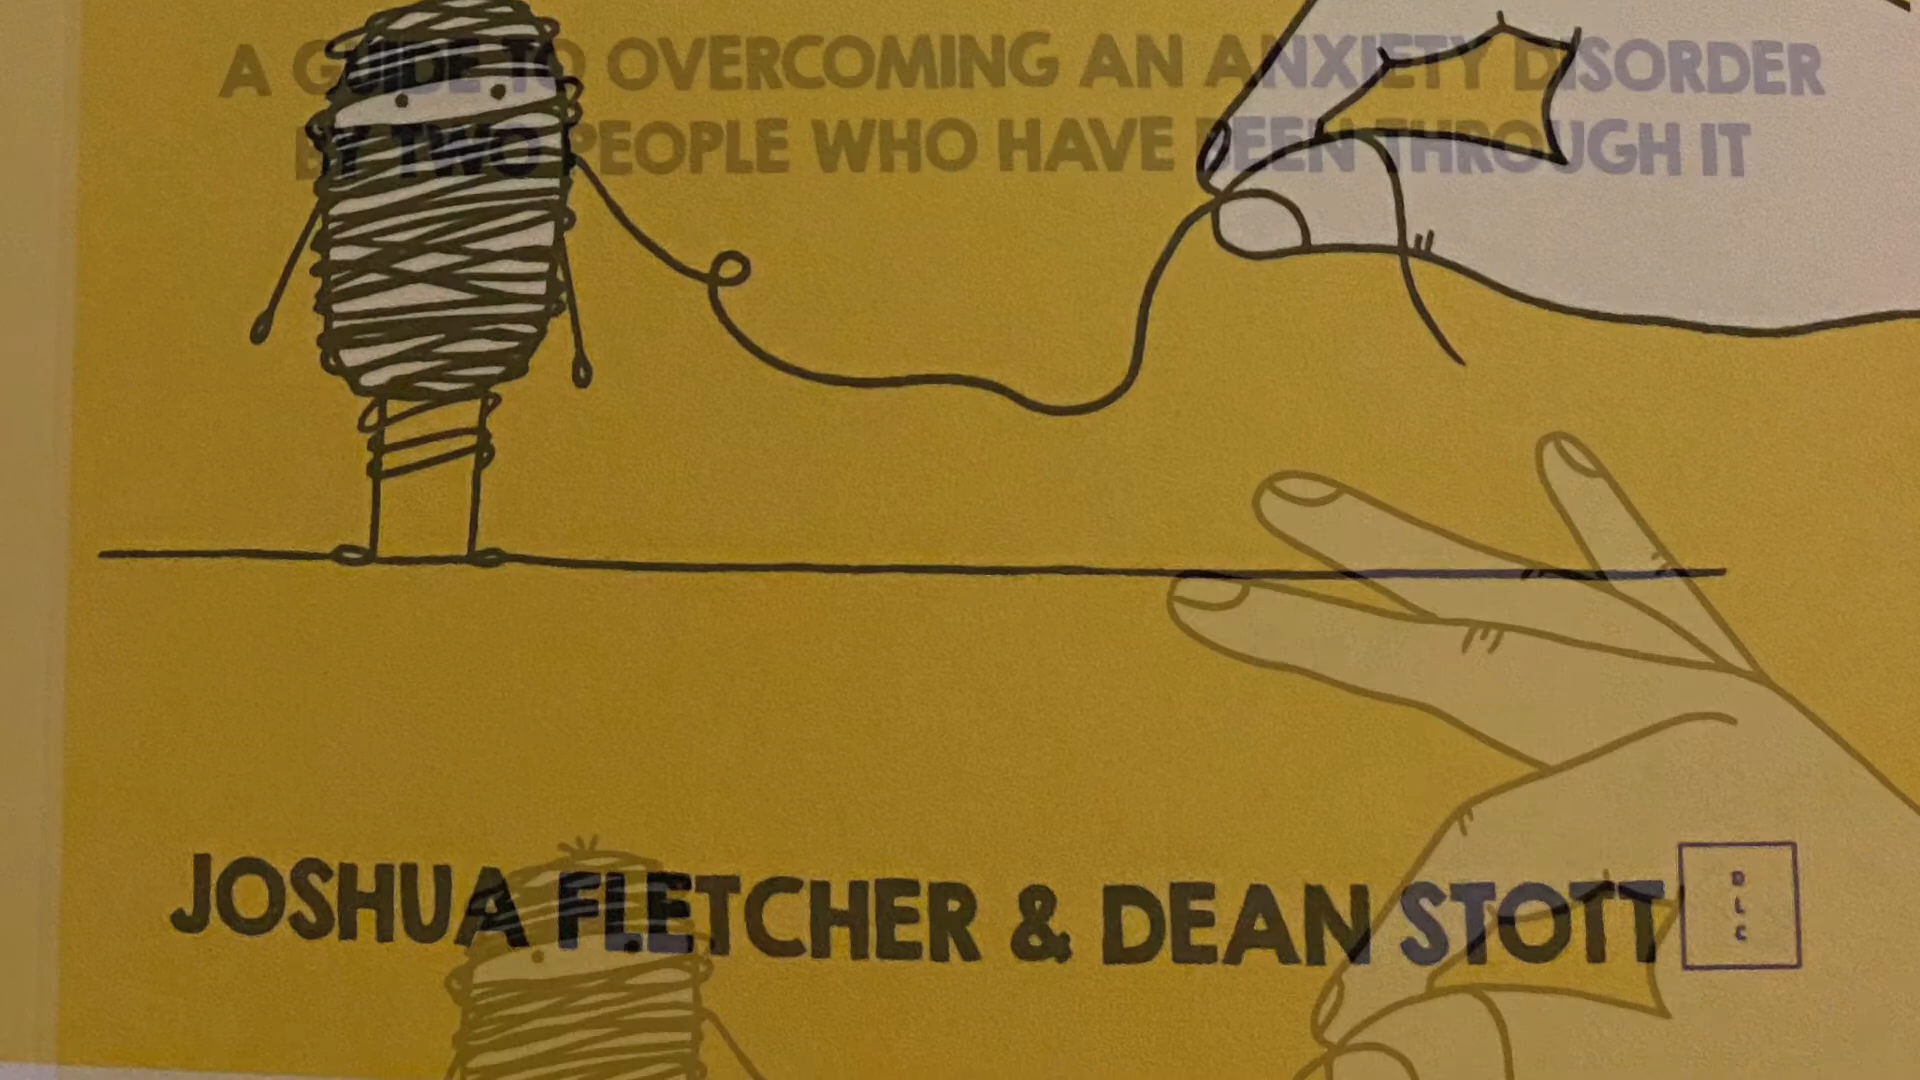 A GUIDE TO OVERCOMING AN ANXIETY DISORDER
BY TWO PEOPLE WHO HAVE BEEN THROUGH IT
JOSHUA FLETCHER & DEAN STOTT
D
L
C